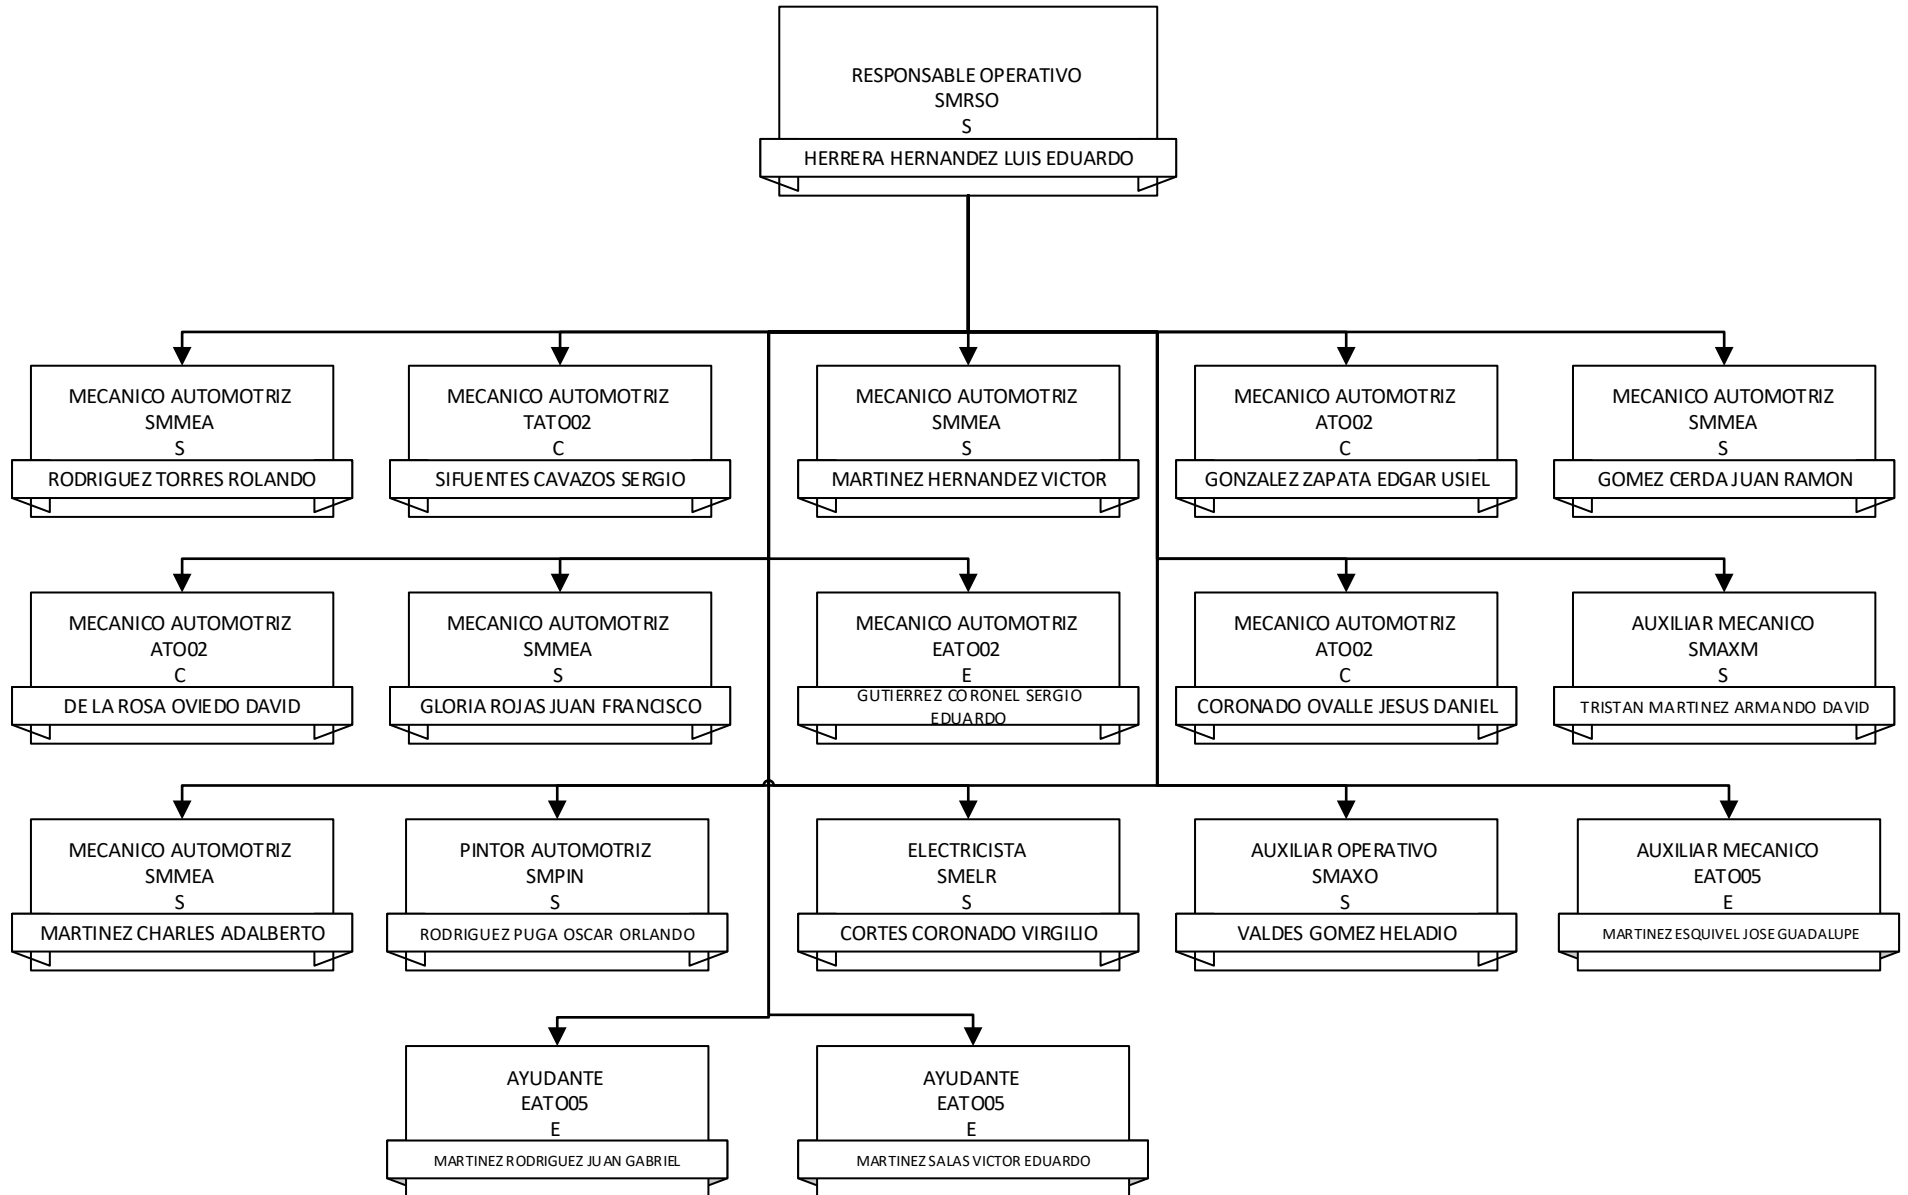 RESPONSABLE OPERATIVO
SMRSO
S
HERRERA HERNANDEZ LUIS EDUARDO
MECANICO AUTOMOTRIZ
SMMEA
S
RODRIGUEZ TORRES ROLANDO
MECANICO AUTOMOTRIZ
TATO02
C
SIFUENTES CAVAZOS SERGIO
MECANICO AUTOMOTRIZ
SMMEA
S
MARTINEZ HERNANDEZ VICTOR
MECANICO AUTOMOTRIZ
ATO02
C
GONZALEZ ZAPATA EDGAR USIEL
MECANICO AUTOMOTRIZ
SMMEA
S
GOMEZ CERDA JUAN RAMON
MECANICO AUTOMOTRIZ
ATO02
C
DE LA ROSA OVIEDO DAVID
MECANICO AUTOMOTRIZ
SMMEA
S
GLORIA ROJAS JUAN FRANCISCO
MECANICO AUTOMOTRIZ
EATO02
E
GUTIERREZ CORONEL SERGIO
EDUARDO
MECANICO AUTOMOTRIZ
ATO02
C
CORONADO OVALLE JESUS DANIEL
AUXILIAR MECANICO
SMAXM
S
TRISTAN MARTINEZ ARMANDO DAVID
MECANICO AUTOMOTRIZ
SMMEA
S
MARTINEZ CHARLES ADALBERTO
PINTOR AUTOMOTRIZ
SMPIN
S
RODRIGUEZ PUGA OSCAR ORLANDO
ELECTRICISTA
SMELR
S
CORTES CORONADO VIRGILIO
AUXILIAR OPERATIVO
SMAXO
S
VALDES GOMEZ HELADIO
AUXILIAR MECANICO
EATO05
E
MARTINEZ ESQUIVEL JOSE GUADALUPE
AYUDANTE
EATO05
E
MARTINEZ RODRIGUEZ JUAN GABRIEL
AYUDANTE
EATO05
E
MARTINEZ SALAS VICTOR EDUARDO